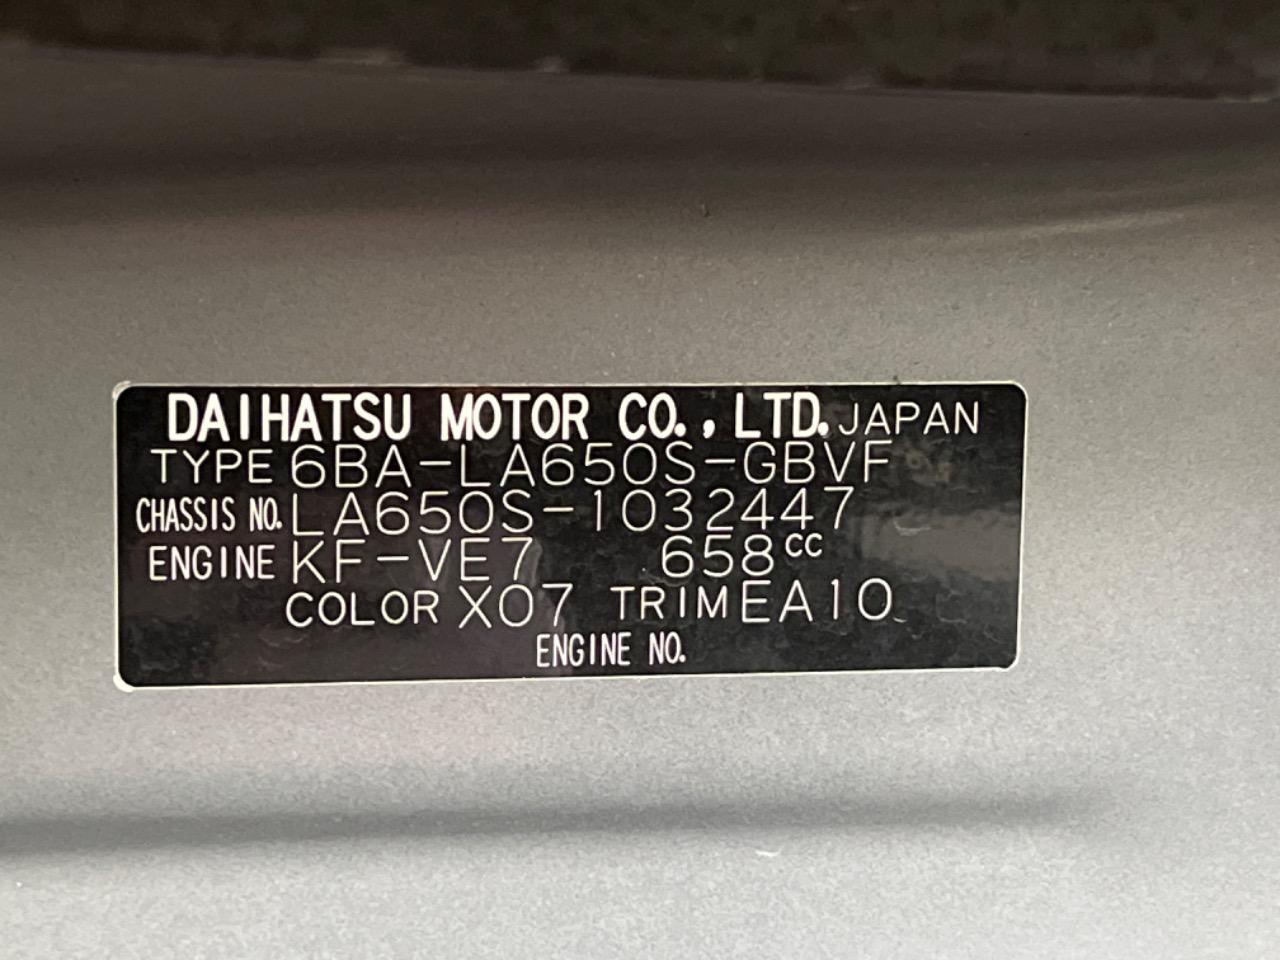 DAIHATSU MOTOR CO., LTD. JAPAN
TYPE 6BA-LA650S-GBVF
CHASSIS NO. LA650S-1032447
ENGINE KF-VE7 658cc
COLOR X07 TRIM EA10
ENGINE NO.